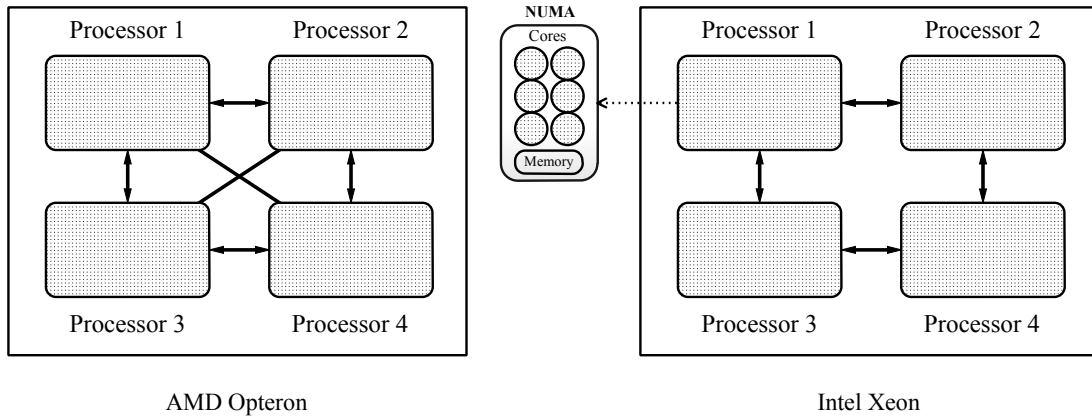 Processor 1
Processor 2
Processor 3
Processor 4
AMD Opteron
NUMA
Cores
Memory
Processor 1
Processor 2
Processor 3
Processor 4
Intel Xeon